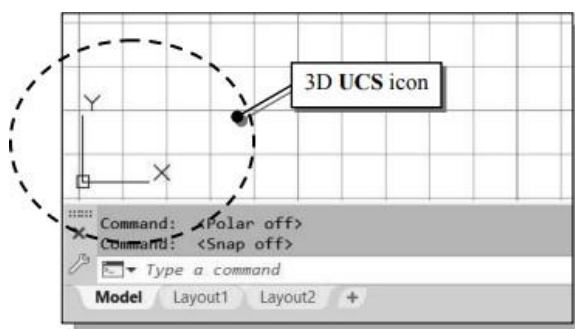 3D UCS icon
Y
X
Command: <Polar off>
Command: <Snap off>
Type a command
Model Layout1 Layout2 +